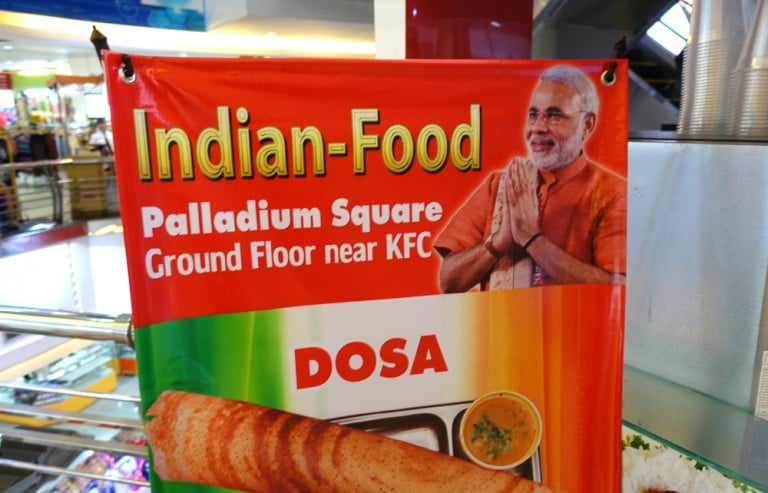 Indian-Food
Palladium Square
Ground Floor near KFC
DOSA